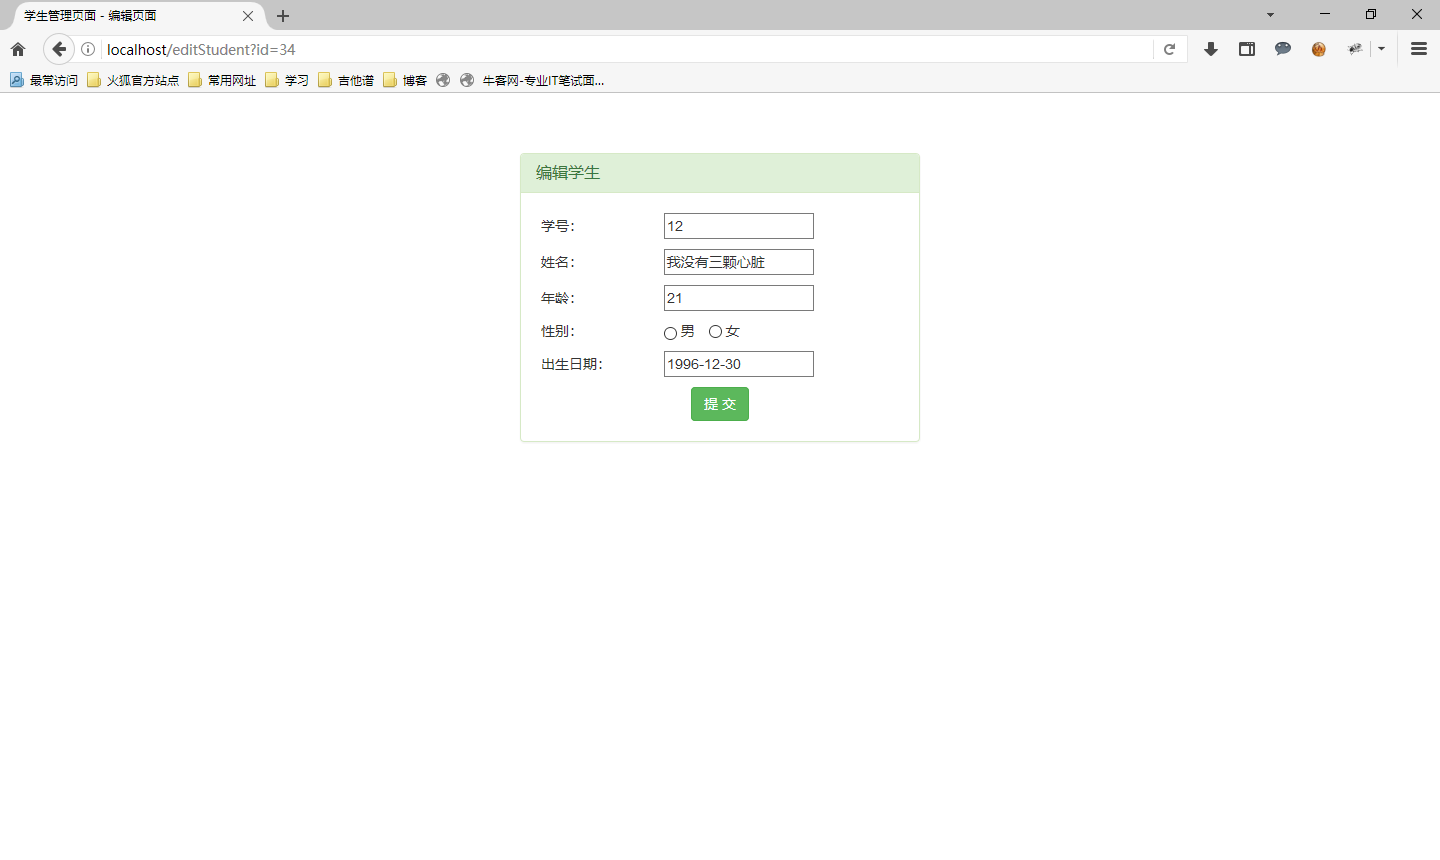 学生管理页面 - 编辑页面
localhost/editStudent?id=34
最常访问 火狐官方站点 常用网址 学习 吉他谱 博客 牛客网-专业IT笔试面...
编辑学生
学号： 12
姓名： 我没有三颗心脏
年龄： 21
性别： 男 女
出生日期： 1996-12-30
提 交